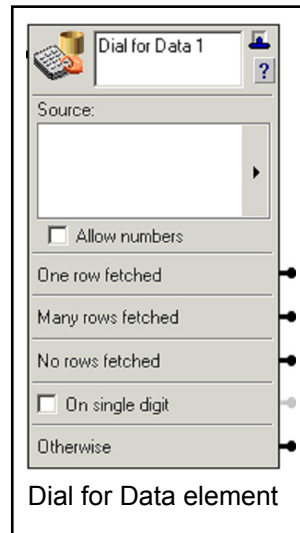 Dial for Data 1
?
Source:
Allow numbers
One row fetched
Many rows fetched
No rows fetched
On single digit
Otherwise
Dial for Data element